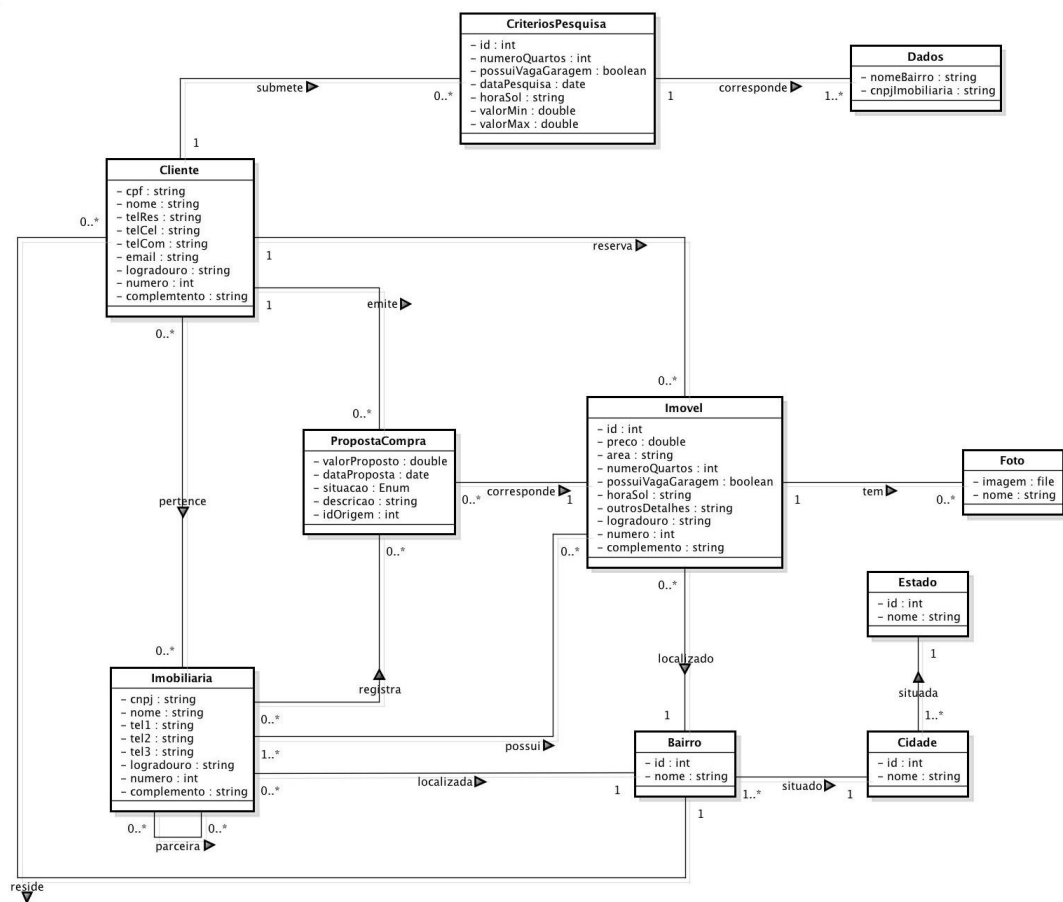 CriteriosPesquisa
- id : int
- numeroQuartos : int
- possuiVagaGaragem : boolean
- dataPesquisa : date
- horaSol : string
- valorMin : double
- valorMax : double
Dados
- nomeBairro : string
- cnpjImobiliaria : string
submete
0..*
1
corresponde
1..*
1
Cliente
- cpf : string
- nome : string
- telRes : string
- telCel : string
- telCom : string
- email : string
- logradouro : string
- numero : int
- complemtento : string
0..*
1
reserva
1
emite
0..*
0..*
0..*
PropostaCompra
- valorProposto : double
- dataProposta : date
- situacao : Enum
- descricao : string
- idOrigem : int
Imovel
- id : int
- preco : double
- area : string
- numeroQuartos : int
- possuiVagaGaragem : boolean
- horaSol : string
- outrosDetalhes : string
- logradouro : string
- numero : int
- complemento : string
Foto
- imagem : file
- nome : string
0..*
corresponde
1
1
tem
0..*
pertence
0..*
0..*
0..*
Estado
- id : int
- nome : string
1
situada
1..*
localizado
1
0..*
Imobiliaria
- cnpj : string
- nome : string
- tel1 : string
- tel2 : string
- tel3 : string
- logradouro : string
- numero : int
- complemento : string
registra
0..*
1..*
possui
0..*
localizada
1
Bairro
- id : int
- nome : string
1..*
situado
1
Cidade
- id : int
- nome : string
1
0..*
0..*
parceira
reside